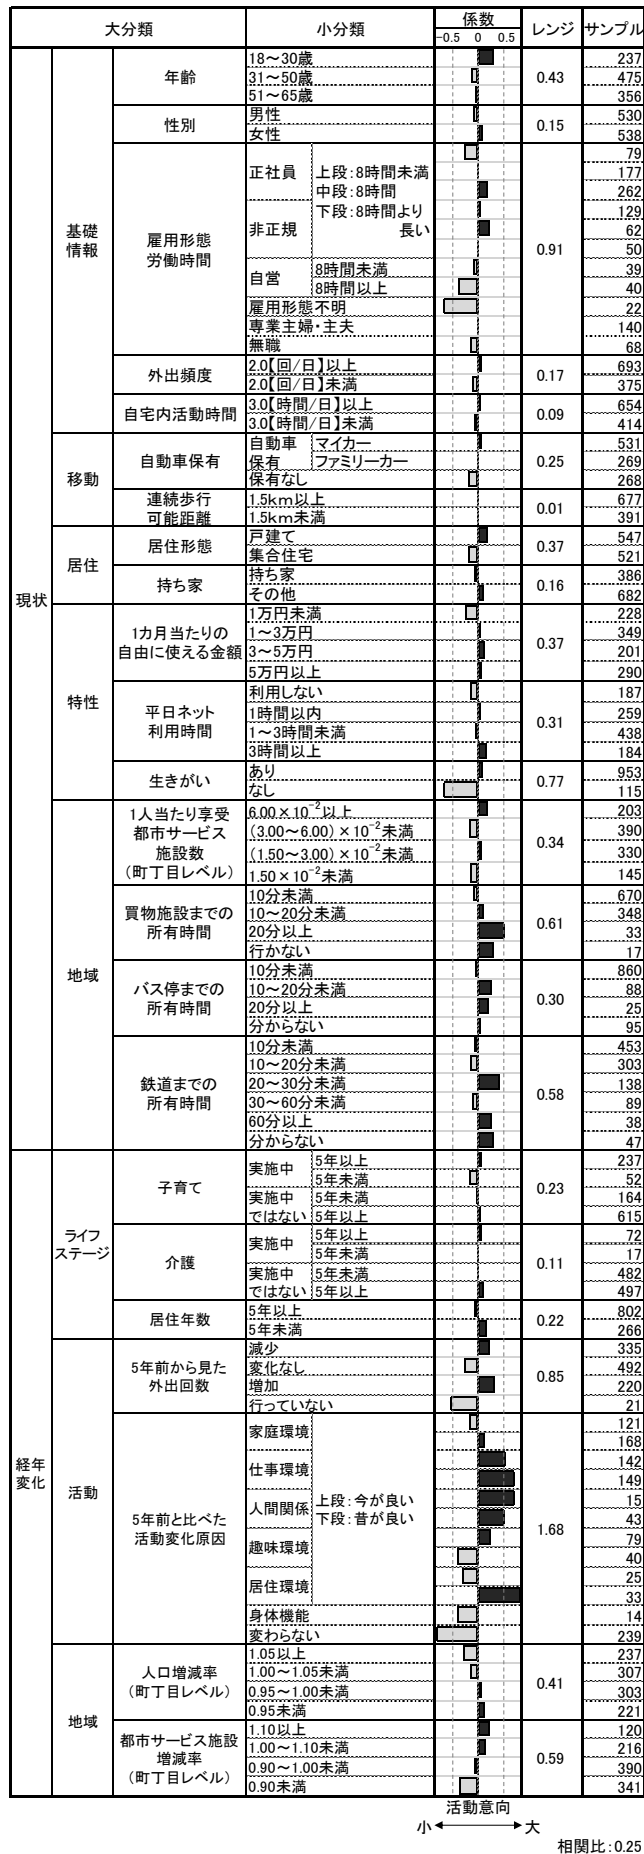 大分類 小分類 係数 レンジ サンプル
-0.5 0 0.5
現状
基礎情報
年齢 0.43
18～30歳 237
31～50歳 475
51～65歳 356
性別 0.15
男性 530
女性 538
雇用形態
労働時間 0.91
正社員 上段:8時間未満 79
中段:8時間 177
下段:8時間より 262
非正規 長い 129
62
50
自営 8時間未満 39
8時間以上 40
雇用形態不明 22
専業主婦・主夫 140
無職 68
外出頻度 0.17
2.0【回/日】以上 693
2.0【回/日】未満 375
自宅内活動時間 0.09
3.0【時間/日】以上 654
3.0【時間/日】未満 414
移動
自動車保有 0.25
自動車 マイカー 531
保有 ファミリーカー 269
保有なし 268
連続歩行
可能距離 0.01
1.5km以上 677
1.5km未満 391
居住
居住形態 0.37
戸建て 547
集合住宅 521
持ち家 0.16
持ち家 386
その他 682
特性
1カ月当たりの
自由に使える金額 0.37
1万円未満 228
1～3万円 349
3～5万円 201
5万円以上 290
平日ネット
利用時間 0.31
利用しない 187
1時間以内 259
1～3時間未満 438
3時間以上 184
生きがい 0.77
あり 953
なし 115
地域
1人当たり享受
都市サービス
施設数
(町丁目レベル) 0.34
6.00×10⁻²以上 203
(3.00～6.00)×10⁻²未満 390
(1.50～3.00)×10⁻²未満 330
1.50×10⁻²未満 145
買物施設までの
所有時間 0.61
10分未満 670
10～20分未満 348
20分以上 33
行かない 17
バス停までの
所有時間 0.30
10分未満 860
10～20分未満 88
20分以上 25
分からない 95
鉄道までの
所有時間 0.58
10分未満 453
10～20分未満 303
20～30分未満 138
30～60分未満 89
60分以上 38
分からない 47
経年変化
ライフステージ
子育て 0.23
実施中 5年以上 237
5年未満 52
実施中 5年未満 164
ではない 5年以上 615
介護 0.11
実施中 5年以上 72
5年未満 17
実施中 5年未満 482
ではない 5年以上 497
居住年数 0.22
5年以上 802
5年未満 266
活動
5年前から見た
外出回数 0.85
減少 335
変化なし 492
増加 220
行っていない 21
5年前と比べた
活動変化原因 1.68
上段:今が良い
下段:昔が良い
家庭環境 121
168
仕事環境 142
149
人間関係 15
43
趣味環境 79
40
居住環境 25
33
身体機能 14
変わらない 239
地域
人口増減率
(町丁目レベル) 0.41
1.05以上 237
1.00～1.05未満 307
0.95～1.00未満 303
0.95未満 221
都市サービス施設
増減率
(町丁目レベル) 0.59
1.10以上 120
1.00～1.10未満 216
0.90～1.00未満 390
0.90未満 341
活動意向
小 大
相関比:0.25